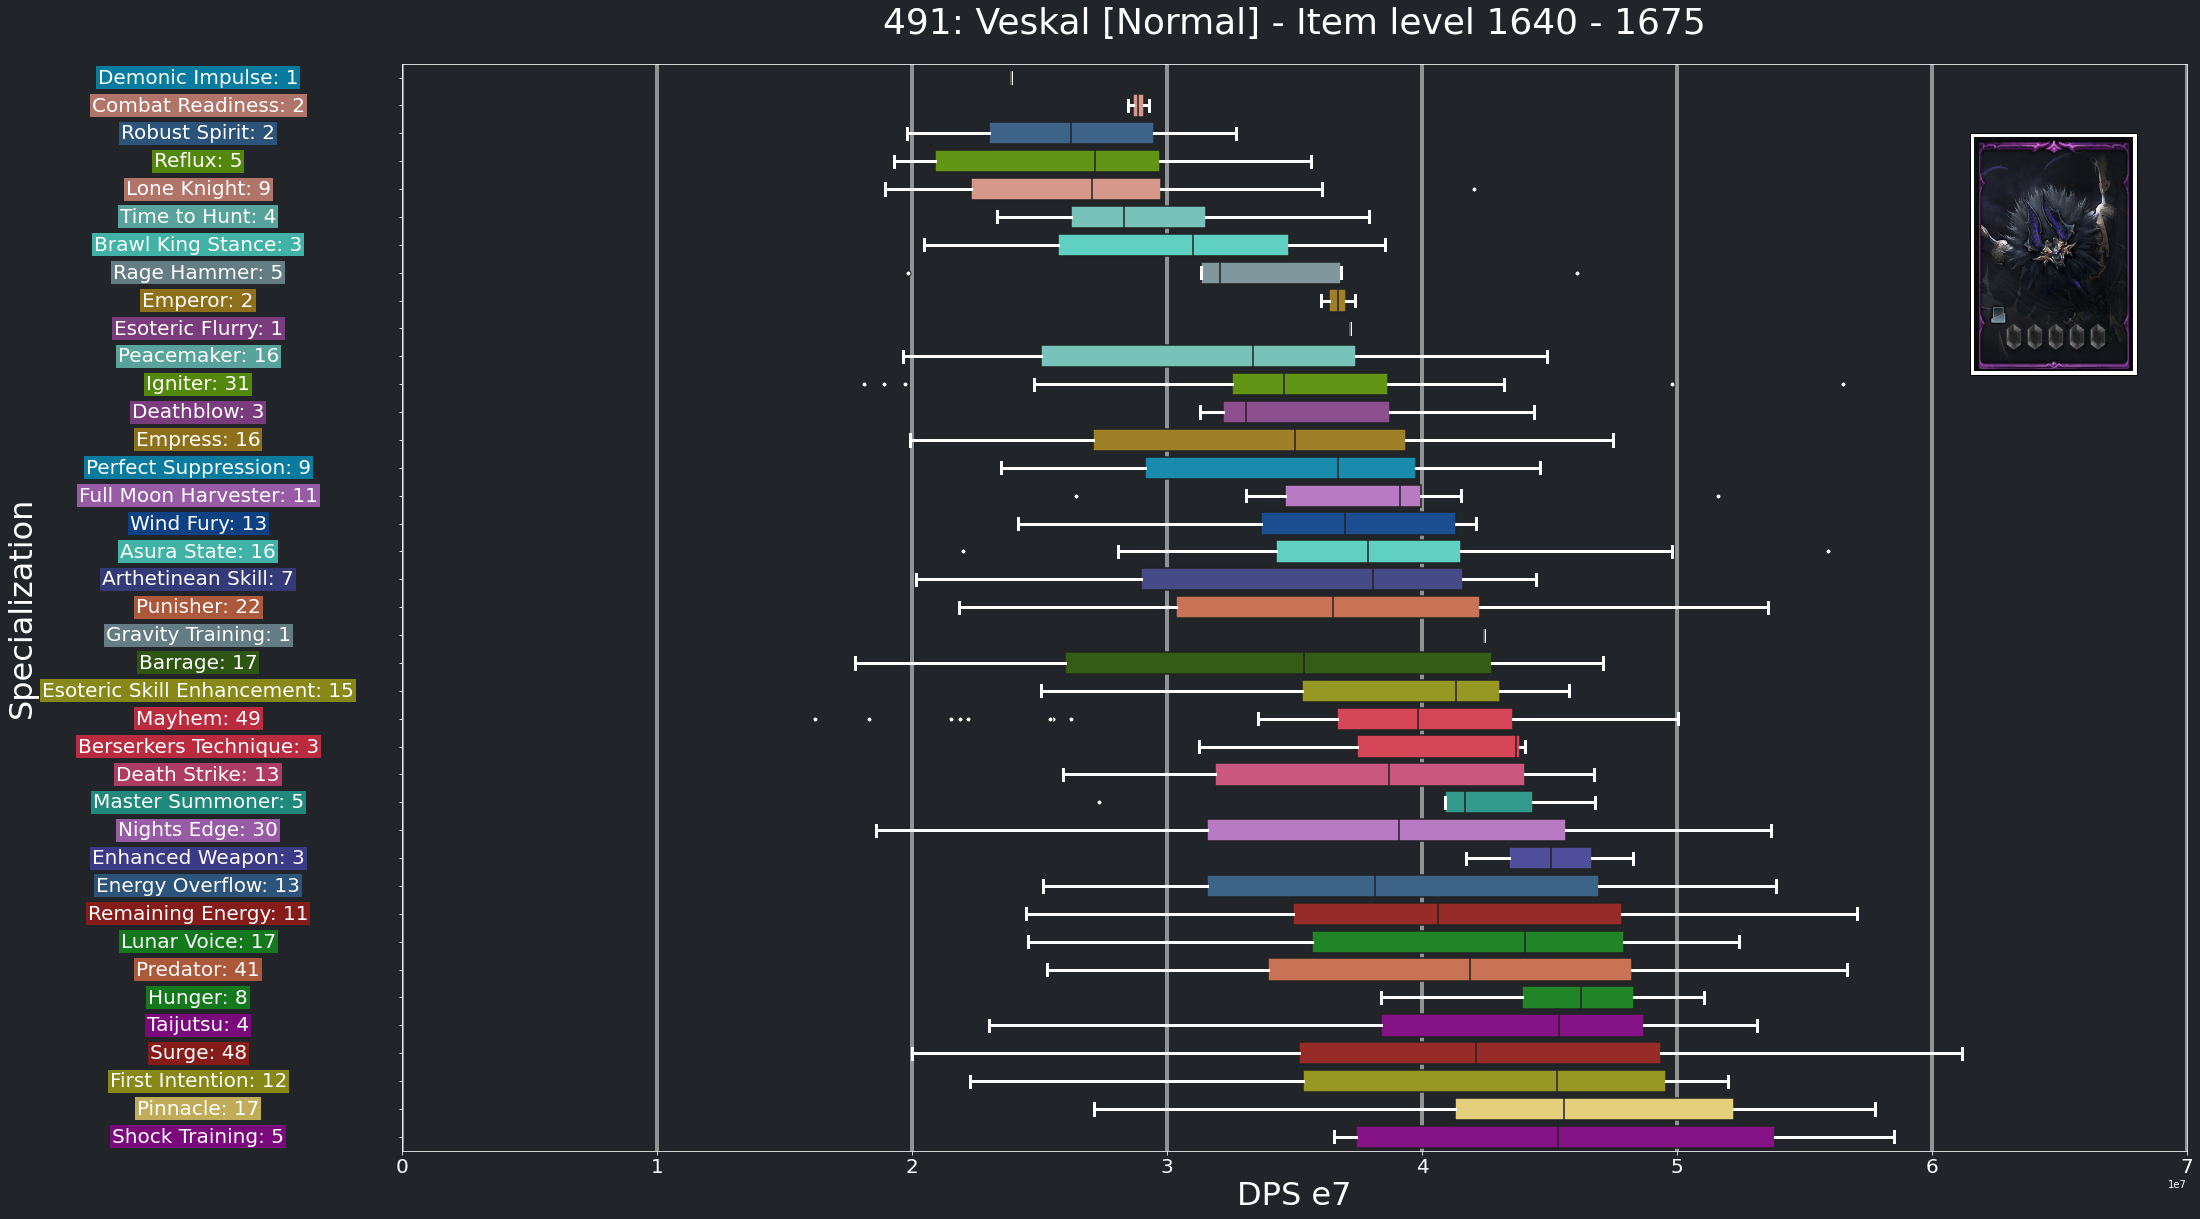 491: Veskal [Normal] - Item level 1640 - 1675
Specialization
Demonic Impulse: 1
Combat Readiness: 2
Robust Spirit: 2
Reflux: 5
Lone Knight: 9
Time to Hunt: 4
Brawl King Stance: 3
Rage Hammer: 5
Emperor: 2
Esoteric Flurry: 1
Peacemaker: 16
Igniter: 31
Deathblow: 3
Empress: 16
Perfect Suppression: 9
Full Moon Harvester: 11
Wind Fury: 13
Asura State: 16
Arthetinean Skill: 7
Punisher: 22
Gravity Training: 1
Barrage: 17
Esoteric Skill Enhancement: 15
Mayhem: 49
Berserkers Technique: 3
Death Strike: 13
Master Summoner: 5
Nights Edge: 30
Enhanced Weapon: 3
Energy Overflow: 13
Remaining Energy: 11
Lunar Voice: 17
Predator: 41
Hunger: 8
Taijutsu: 4
Surge: 48
First Intention: 12
Pinnacle: 17
Shock Training: 5
0 1 2 3 4 5 6 7
DPS e7
1e7